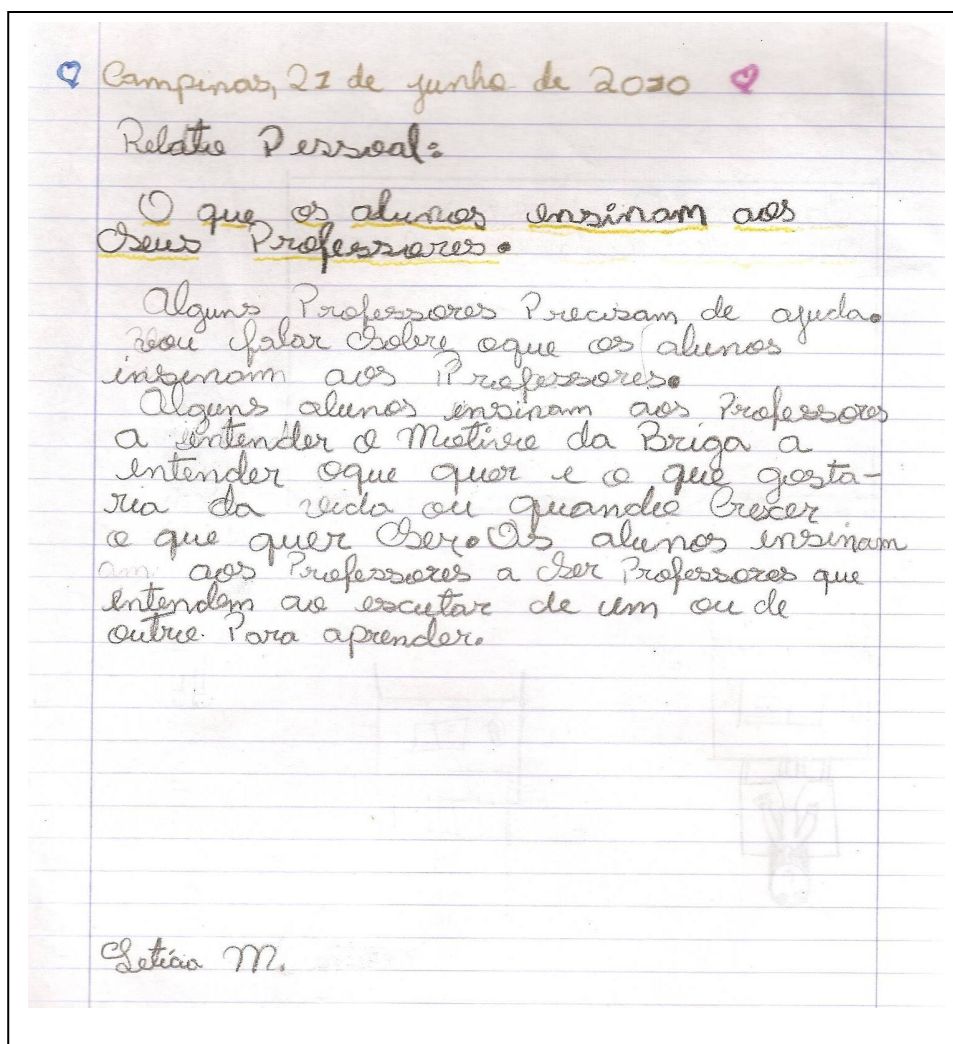 Campinas, 21 de junho de 2010
Relato Pessoal:
O que os alunos ensinam aos
Seus Professores.
Alguns Professores Precisam de ajuda.
vou falar Sobre oque os alunos
insinam aos Professores.
Alguns alunos ensinam aos Professores
a entender o Motivo da Briga a
entender oque quer e o que gosta-
ria da vida ou quando Crescer
o que quer Ser. Os alunos ensinam
am aos Professores a Ser Professores que
entendem ao escutar de um ou de
outro. Para aprender.
Letícia M.